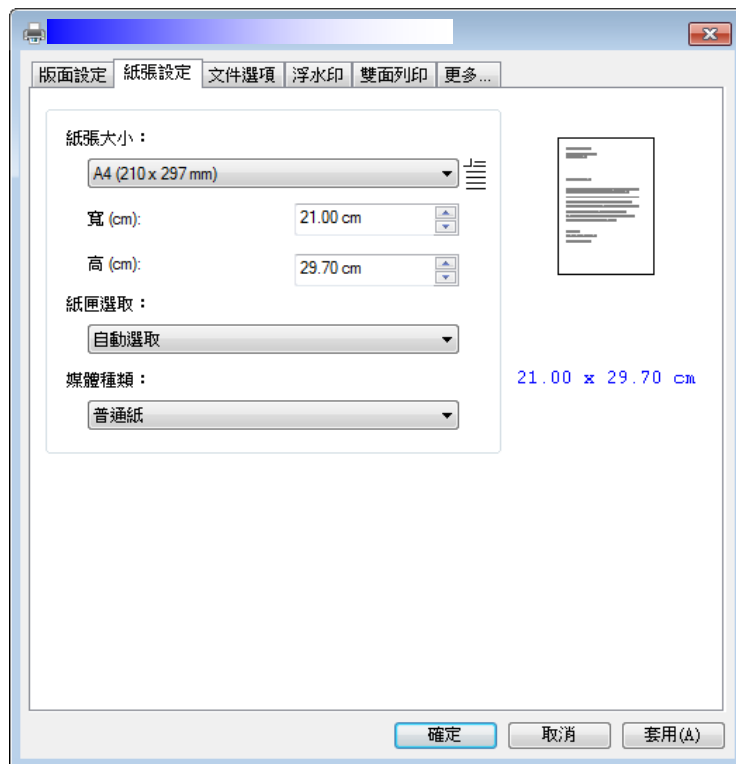 版面設定 紙張設定 文件選項 浮水印 雙面列印 更多...
紙張大小：
A4 (210 x 297 mm)
寬 (cm): 21.00 cm
高 (cm): 29.70 cm
紙匣選取：
自動選取
媒體種類：
21.00 x 29.70 cm
普通紙
確定 取消 套用(A)